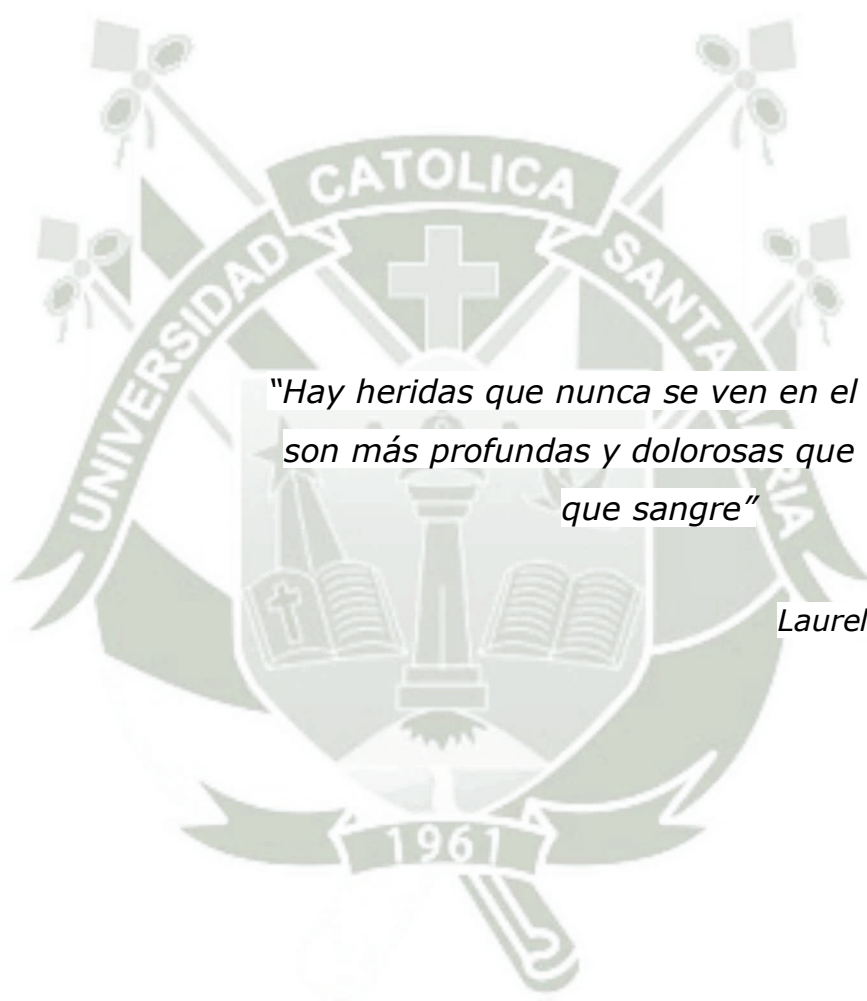 CATOLICA
UNIVERSIDAD
SANTA
“Hay heridas que nunca se ven en el
son más profundas y dolorosas que
que sangre”
Laurel
1961